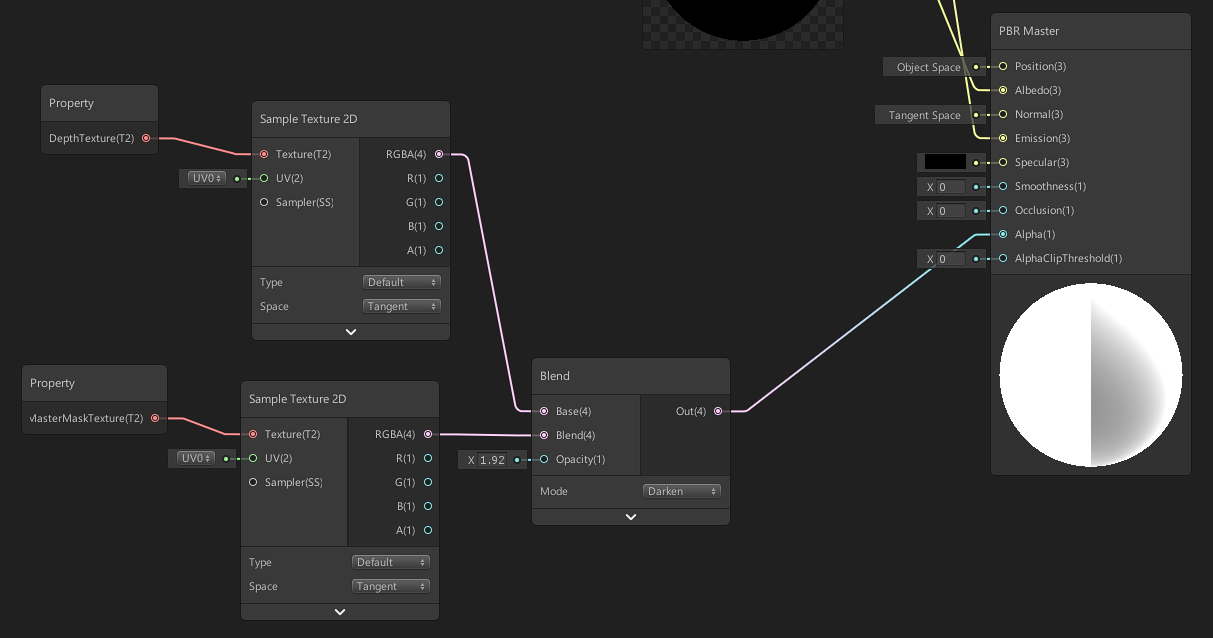 PBR Master
Object Space
Position(3)
Albedo(3)
Tangent Space
Normal(3)
Emission(3)
Specular(3)
X 0
Smoothness(1)
X 0
Occlusion(1)
Alpha(1)
X 0
AlphaClipThreshold(1)
Property
DepthTexture(T2)
Sample Texture 2D
Texture(T2)
RGBA(4)
UV0
UV(2)
R(1)
Sampler(SS)
G(1)
B(1)
A(1)
Type
Default
Space
Tangent
Property
MasterMaskTexture(T2)
Sample Texture 2D
Texture(T2)
RGBA(4)
UV0
UV(2)
R(1)
Sampler(SS)
G(1)
B(1)
A(1)
Type
Default
Space
Tangent
Blend
Base(4)
Out(4)
Blend(4)
X 1.92
Opacity(1)
Mode
Darken